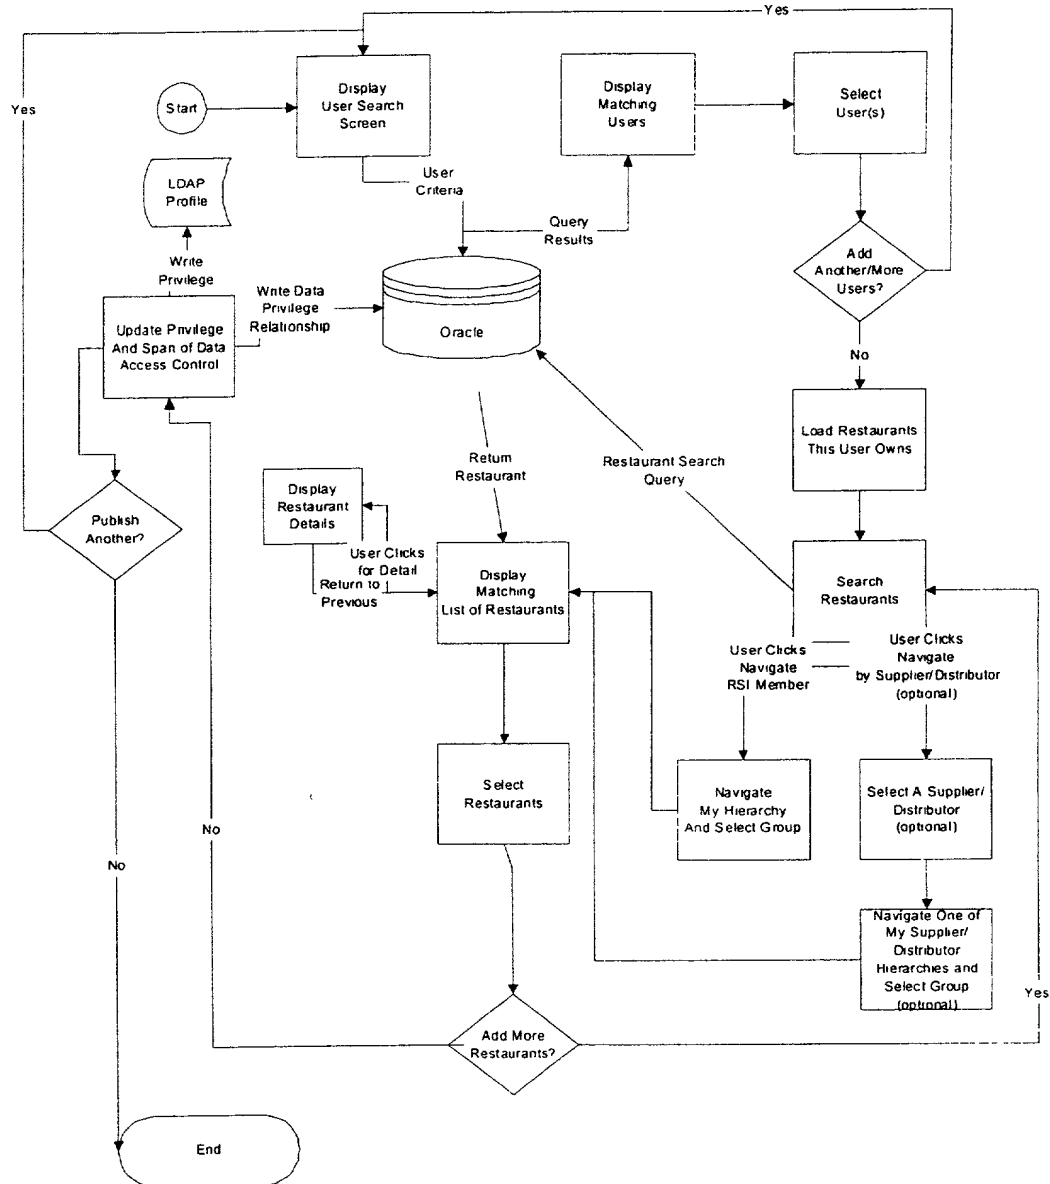 Yes
Yes
Start
Display
User Search
Screen
Display
Matching
Users
Select
User(s)
LDAP
Profile
User
Criteria
Query
Results
Write
Privilege
Write Data
Privilege
Relationship
Oracle
Add
Another/More
Users?
Update Privilege
And Span of Data
Access Control
No
Load Restaurants
This User Owns
Return
Restaurant
Restaurant Search
Query
Display
Restaurant
Details
Publish
Another?
User Clicks
for Detail
Return to
Previous
Display
Matching
List of Restaurants
Search
Restaurants
User Clicks
Navigate
RSI Member
User Clicks
Navigate
by Supplier/Distributor
(optional)
Select
Restaurants
Navigate
My Hierarchy
And Select Group
Select A Supplier/
Distributor
(optional)
No
No
Navigate One of
My Supplier/
Distributor
Hierarchies and
Select Group
(optional)
Yes
Add More
Restaurants?
End